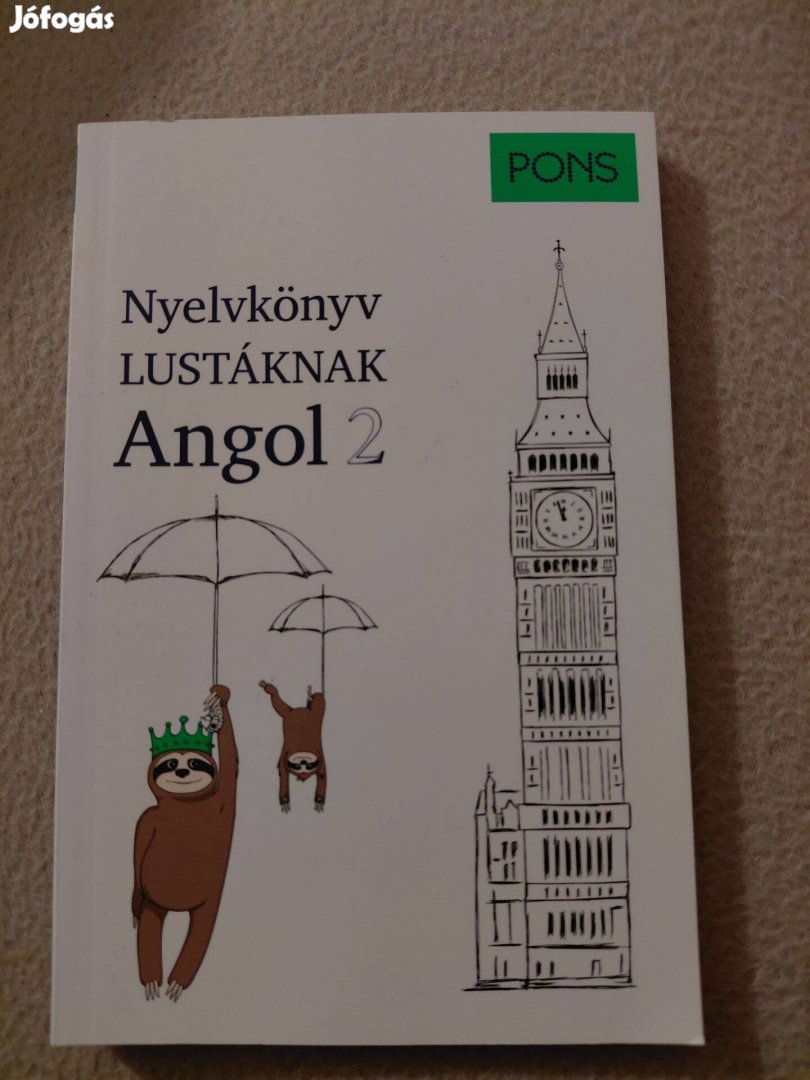 Jófogás
PONS
Nyelvkönyv
LUSTÁKNAK
Angol 2